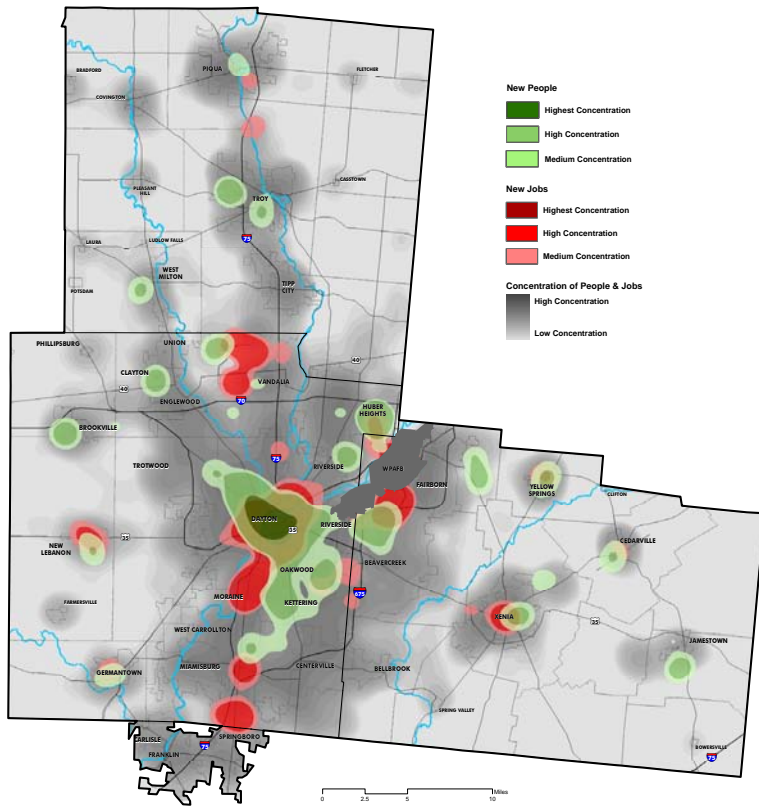 BRADFORD
PIQUA
FLETCHER
COVINGTON
New People
Highest Concentration
High Concentration
Medium Concentration
PLEASANT
HILL
CASSTOWN
TROY
New Jobs
Highest Concentration
High Concentration
Medium Concentration
LAURA
LUDLOW FALLS
75
WEST
MILTON
POTSDAM
TIPP
CITY
Concentration of People & Jobs
High Concentration
Low Concentration
PHILLIPSBURG
UNION
40
CLAYTON
40
VANDALIA
ENGLEWOOD
70
HUBER
HEIGHTS
BROOKVILLE
75
TROTWOOD
RIVERSIDE
WPAFB
FAIRBORN
YELLOW
SPRINGS
CLIFTON
DAYTON
35
RIVERSIDE
35
NEW
LEBANON
CEDARVILLE
OAKWOOD
BEAVERCREEK
MORAINE
KETTERING
675
FARMERSVILLE
XENIA
35
WEST CARROLLTON
JAMESTOWN
GERMANTOWN
MIAMISBURG
CENTERVILLE
BELLBROOK
SPRING VALLEY
CARLISLE
SPRINGBORO
75
FRANKLIN
BOWERSVILLE
75
Miles
0 2.5 5 10